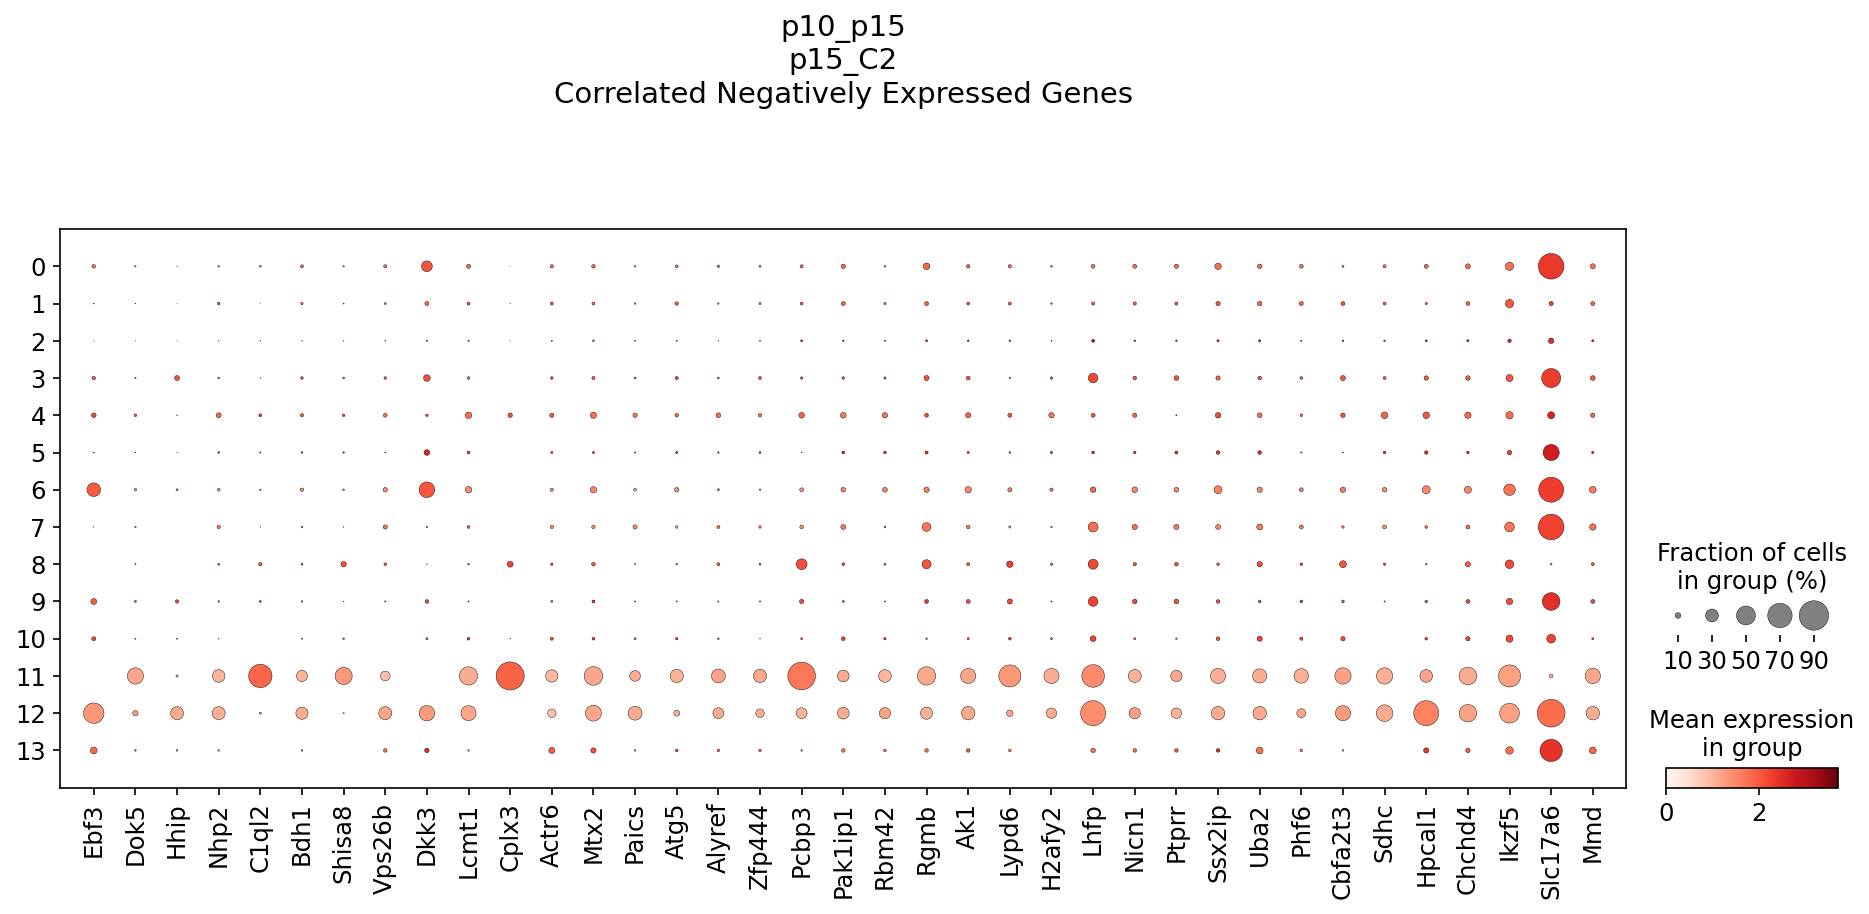 p10_p15
p15_C2
Correlated Negatively Expressed Genes
0
1
2
3
4
5
6
7
8
9
10
11
12
13
Ebf3
Dok5
Hhip
Nhp2
C1ql2
Bdh1
Shisa8
Vps26b
Dkk3
Lcmt1
Cplx3
Actr6
Mtx2
Paics
Atg5
Alyref
Zfp444
Pcbp3
Pak1ip1
Rbm42
Rgmb
Ak1
Lypd6
H2afy2
Lhfp
Nicn1
Ptprr
Ssx2ip
Uba2
Phf6
Cbfa2t3
Sdhc
Hpcal1
Chchd4
Ikzf5
Slc17a6
Mmd
Fraction of cells
in group (%)
10 30 50 70 90
Mean expression
in group
0 2